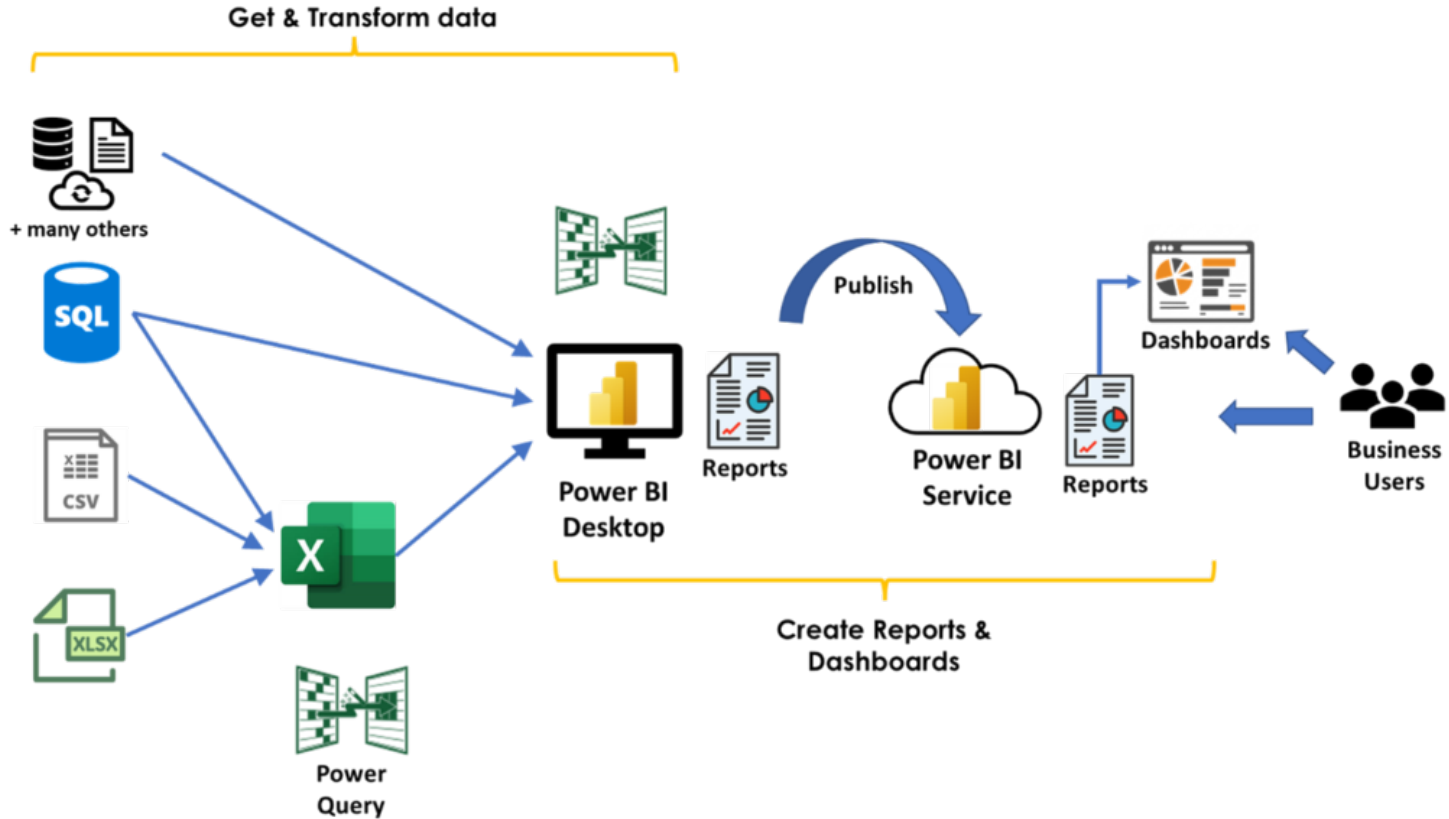 Get & Transform data
+ many others
SQL
X
CSV
XLSX
X
Power
Query
Power BI
Desktop
Reports
Publish
Power BI
Service
Reports
Dashboards
Business
Users
Create Reports &
Dashboards